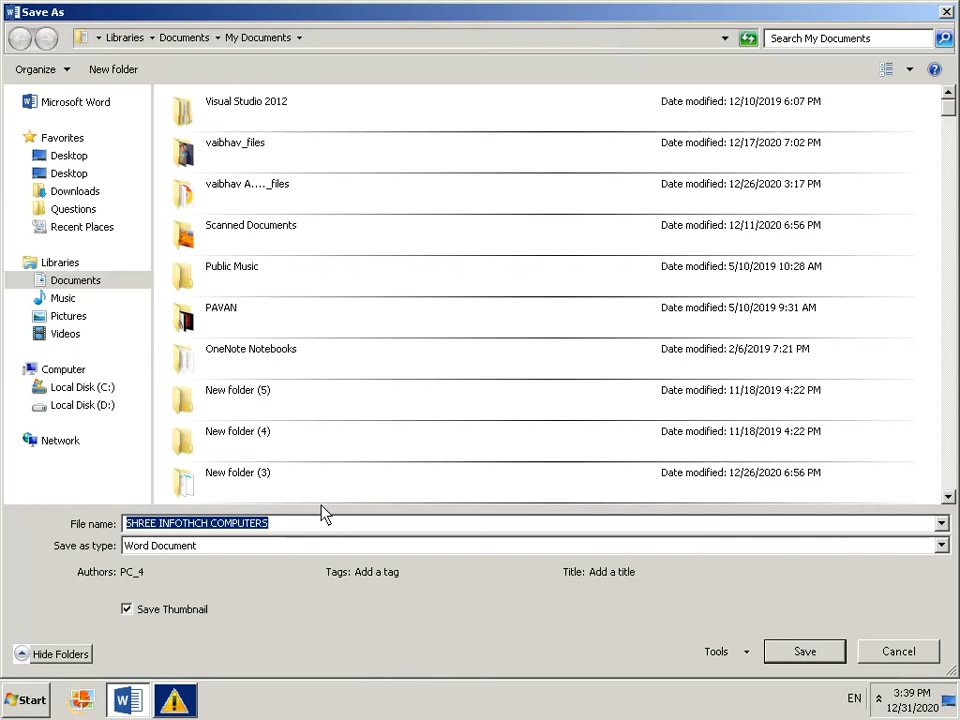 Save As
Libraries Documents My Documents
Search My Documents
Organize New folder
Microsoft Word
Favorites
Desktop
Desktop
Downloads
Questions
Recent Places
Libraries
Documents
Music
Pictures
Videos
Computer
Local Disk (C:)
Local Disk (D:)
Network
Visual Studio 2012 Date modified: 12/10/2019 6:07 PM
vaibhav_files Date modified: 12/17/2020 7:02 PM
vaibhav A...._files Date modified: 12/26/2020 3:17 PM
Scanned Documents Date modified: 12/11/2020 6:56 PM
Public Music Date modified: 5/10/2019 10:28 AM
PAVAN Date modified: 5/10/2019 9:31 AM
OneNote Notebooks Date modified: 2/6/2019 7:21 PM
New folder (5) Date modified: 11/18/2019 4:22 PM
New folder (4) Date modified: 11/18/2019 4:22 PM
New folder (3) Date modified: 12/26/2020 6:56 PM
File name: SHREE INFOTHCH COMPUTERS
Save as type: Word Document
Authors: PC_4 Tags: Add a tag Title: Add a title
Save Thumbnail
Hide Folders Tools Save Cancel
Start EN 3:39 PM
12/31/2020